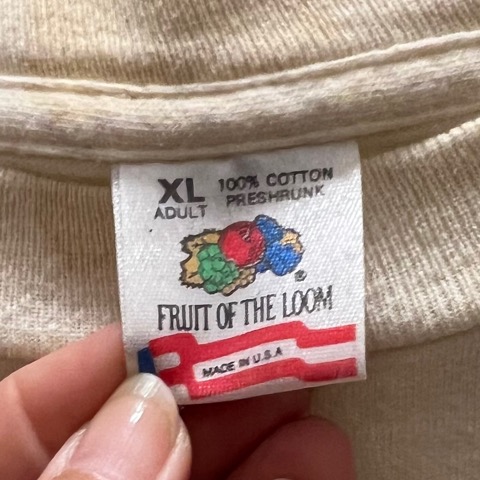 XL
ADULT
100% COTTON
PRESHRUNK
®
FRUIT OF THE LOOM
MADE IN U.S.A